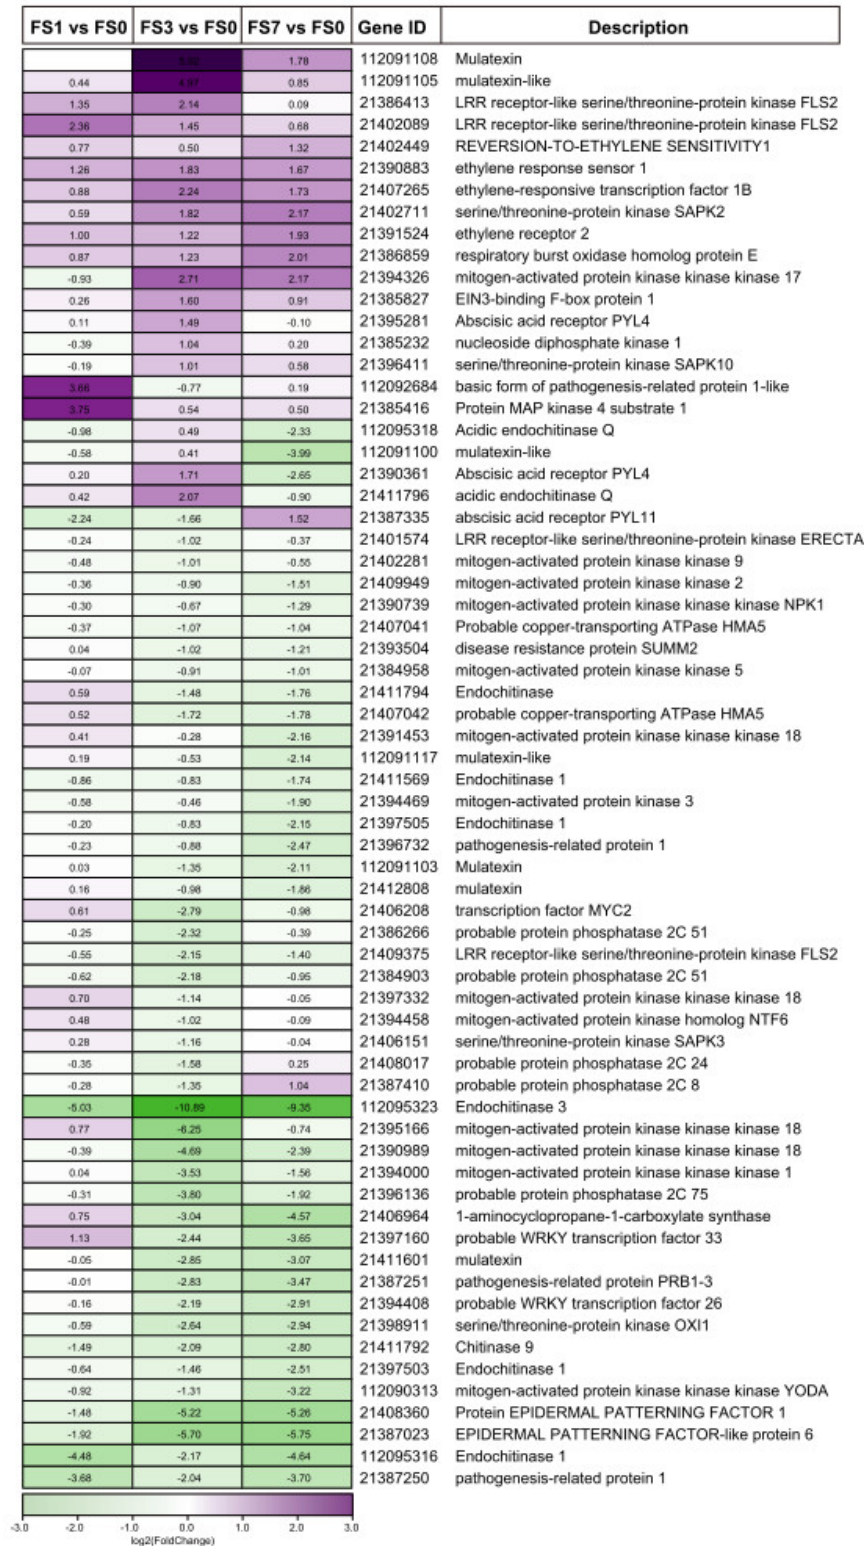 FS1 vs FS0 FS3 vs FS0 FS7 vs FS0 Gene ID Description
1.78 112091108 Mulatexin
0.44 4.97 0.85 112091105 mulatexin-like
1.35 2.14 0.09 21386413 LRR receptor-like serine/threonine-protein kinase FLS2
2.36 1.45 0.68 21402089 LRR receptor-like serine/threonine-protein kinase FLS2
0.77 0.50 1.32 21402449 REVERSION-TO-ETHYLENE SENSITIVITY1
1.26 1.83 1.67 21390883 ethylene response sensor 1
0.88 2.24 1.73 21407265 ethylene-responsive transcription factor 1B
0.59 1.82 2.17 21402711 serine/threonine-protein kinase SAPK2
1.00 1.22 1.93 21391524 ethylene receptor 2
0.87 1.23 2.01 21386859 respiratory burst oxidase homolog protein E
-0.93 2.71 2.17 21394326 mitogen-activated protein kinase kinase kinase 17
0.26 1.60 0.91 21385827 EIN3-binding F-box protein 1
0.11 1.49 -0.10 21395281 Abscisic acid receptor PYL4
-0.39 1.04 0.20 21385232 nucleoside diphosphate kinase 1
-0.19 1.01 0.58 21396411 serine/threonine-protein kinase SAPK10
3.66 -0.77 0.19 112092684 basic form of pathogenesis-related protein 1-like
3.75 0.54 0.50 21385416 Protein MAP kinase 4 substrate 1
-0.98 0.49 -2.33 112095318 Acidic endochitinase Q
-0.58 0.41 -3.99 112091100 mulatexin-like
0.20 1.71 -2.65 21390361 Abscisic acid receptor PYL4
0.42 2.07 -0.90 21411796 acidic endochitinase Q
-2.24 -1.66 1.52 21387335 abscisic acid receptor PYL11
-0.24 -1.02 -0.37 21401574 LRR receptor-like serine/threonine-protein kinase ERECTA
-0.48 -1.01 -0.55 21402281 mitogen-activated protein kinase kinase 9
-0.36 -0.90 -1.51 21409949 mitogen-activated protein kinase kinase 2
-0.30 -0.67 -1.29 21390739 mitogen-activated protein kinase kinase kinase NPK1
-0.37 -1.07 -1.04 21407041 Probable copper-transporting ATPase HMA5
0.04 -1.02 -1.21 21393504 disease resistance protein SUMM2
-0.07 -0.91 -1.01 21384958 mitogen-activated protein kinase kinase 5
0.59 -1.48 -1.76 21411794 Endochitinase
0.52 -1.72 -1.78 21407042 probable copper-transporting ATPase HMA5
0.41 -0.28 -2.16 21391453 mitogen-activated protein kinase kinase kinase 18
0.19 -0.53 -2.14 112091117 mulatexin-like
-0.86 -0.83 -1.74 21411569 Endochitinase 1
-0.58 -0.46 -1.90 21394469 mitogen-activated protein kinase 3
-0.20 -0.83 -2.15 21397505 Endochitinase 1
-0.23 -0.88 -2.47 21396732 pathogenesis-related protein 1
0.03 -1.35 -2.11 112091103 Mulatexin
0.16 -0.98 -1.86 21412808 mulatexin
0.61 -2.79 -0.98 21406208 transcription factor MYC2
-0.25 -2.32 -0.39 21386266 probable protein phosphatase 2C 51
-0.55 -2.15 -1.40 21409375 LRR receptor-like serine/threonine-protein kinase FLS2
-0.62 -2.18 -0.95 21384903 probable protein phosphatase 2C 51
0.70 -1.14 -0.05 21397332 mitogen-activated protein kinase kinase kinase 18
0.48 -1.02 -0.09 21394458 mitogen-activated protein kinase homolog NTF6
0.28 -1.16 -0.04 21406151 serine/threonine-protein kinase SAPK3
-0.35 -1.58 0.25 21408017 probable protein phosphatase 2C 24
-0.28 -1.35 1.04 21387410 probable protein phosphatase 2C 8
-5.03 -10.89 -9.35 112095323 Endochitinase 3
0.77 -6.25 -0.74 21395166 mitogen-activated protein kinase kinase kinase 18
-0.39 -4.69 -2.39 21390989 mitogen-activated protein kinase kinase kinase 18
0.04 -3.53 -1.56 21394000 mitogen-activated protein kinase kinase kinase 1
-0.31 -3.80 -1.92 21396136 probable protein phosphatase 2C 75
0.75 -3.04 -4.57 21406964 1-aminocyclopropane-1-carboxylate synthase
1.13 -2.44 -3.65 21397160 probable WRKY transcription factor 33
-0.05 -2.85 -3.07 21411601 mulatexin
-0.01 -2.83 -3.47 21387251 pathogenesis-related protein PRB1-3
-0.16 -2.19 -2.91 21394408 probable WRKY transcription factor 26
-0.59 -2.64 -2.94 21398911 serine/threonine-protein kinase OXI1
-1.49 -2.09 -2.80 21411792 Chitinase 9
-0.64 -1.46 -2.51 21397503 Endochitinase 1
-0.92 -1.31 -3.22 112090313 mitogen-activated protein kinase kinase kinase YODA
-1.48 -5.22 -5.26 21408360 Protein EPIDERMAL PATTERNING FACTOR 1
-1.92 -5.70 -5.75 21387023 EPIDERMAL PATTERNING FACTOR-like protein 6
-4.48 -2.17 -4.64 112095316 Endochitinase 1
-3.68 -2.04 -3.70 21387250 pathogenesis-related protein 1
-3.0 -2.0 -1.0 0.0 1.0 2.0 3.0
log2(FoldChange)